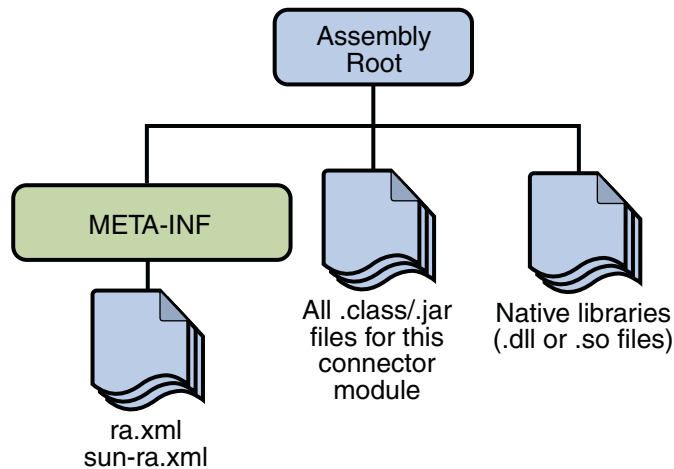 Assembly
Root
META-INF
All .class/.jar
files for this
connector
module
Native libraries
(.dll or .so files)
ra.xml
sun-ra.xml